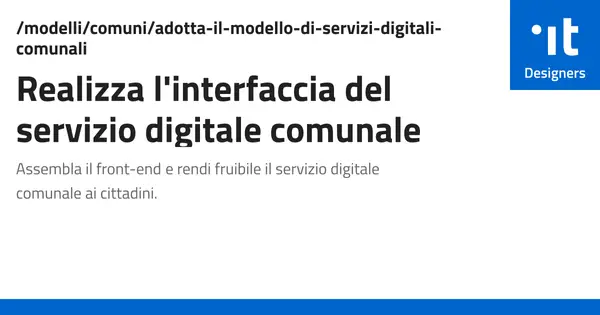 /modelli/comuni/adotta-il-modello-di-servizi-digitali-
comunali
Realizza l'interfaccia del
servizio digitale comunale
Assembla il front-end e rendi fruibile il servizio digitale
comunale ai cittadini.
it
Designers